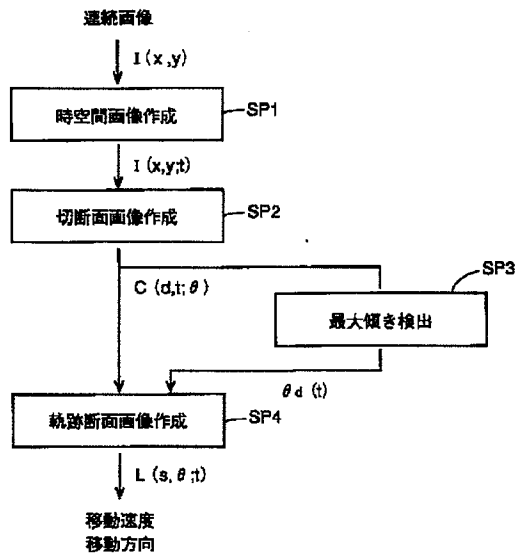 連続画像
I (x,y)
時空間画像作成
SP1
I (x,y;t)
切断面画像作成
SP2
C (d,t;θ)
SP3
最大傾き検出
θd (t)
軌跡断面画像作成
SP4
L (s,θ;t)
移動速度
移動方向